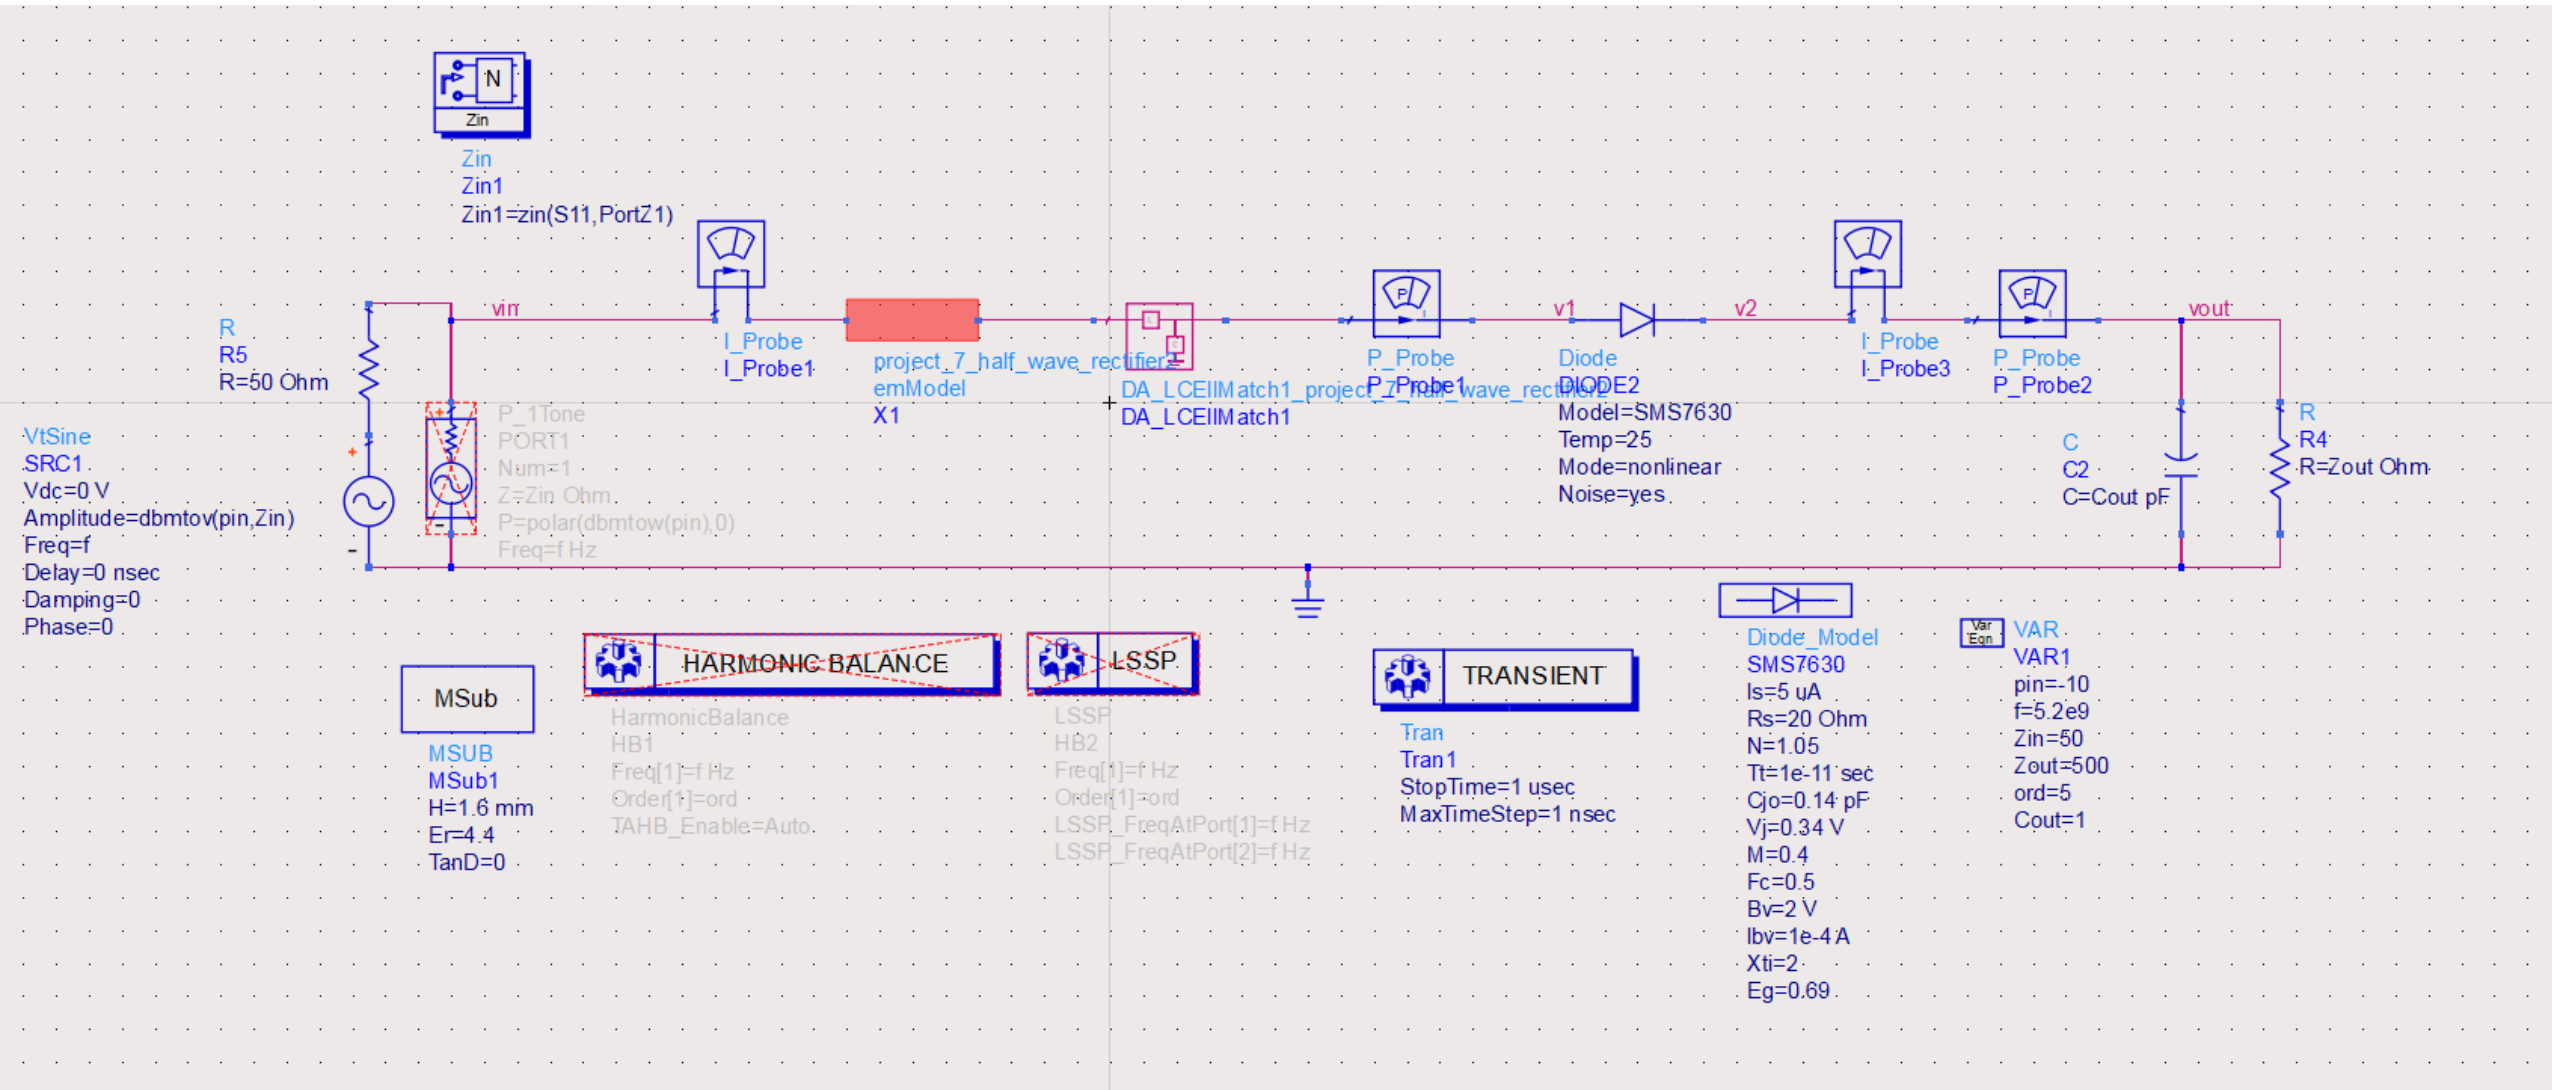 N
Zin
Zin
Zin1
Zin1=zin(S11,PortZ1)
vin
I_Probe
I_Probe1
project_7_half_wave_rectifier2
emModel
X1
L
C
DA_LCEllMatch1_project_7_half_wave_rectifier2
DA_LCEllMatch1
P
P_Probe
P_Probe1
v1
Diode
DIODE2
Model=SMS7630
Temp=25
Mode=nonlinear
Noise=yes
v2
I_Probe
I_Probe3
P
P_Probe
P_Probe2
vout
C
C2
C=Cout pF
R
R4
R=Zout Ohm
R
R5
R=50 Ohm
VtSine
SRC1
Vdc=0 V
Amplitude=dbmtov(pin,Zin)
Freq=f
Delay=0 nsec
Damping=0
Phase=0
P_1Tone
PORT1
Num=1
Z=Zin Ohm
P=polar(dbmtow(pin),0)
Freq=f Hz
MSub
MSUB
MSub1
H=1.6 mm
Er=4.4
TanD=0
HARMONIC BALANCE
HarmonicBalance
HB1
Freq[1]=f Hz
Order[1]=ord
TAHB_Enable=Auto
LSSP
LSSP
HB2
Freq[1]=f Hz
Order[1]=ord
LSSP_FreqAtPort[1]=f Hz
LSSP_FreqAtPort[2]=f Hz
TRANSIENT
Tran
Tran1
StopTime=1 usec
MaxTimeStep=1 nsec
Diode_Model
SMS7630
Is=5 uA
Rs=20 Ohm
N=1.05
Tt=1e-11 sec
Cjo=0.14 pF
Vj=0.34 V
M=0.4
Fc=0.5
Bv=2 V
Ibv=1e-4 A
Xti=2
Eg=0.69
Var
Eqn
VAR
VAR1
pin=-10
f=5.2e9
Zin=50
Zout=500
ord=5
Cout=1